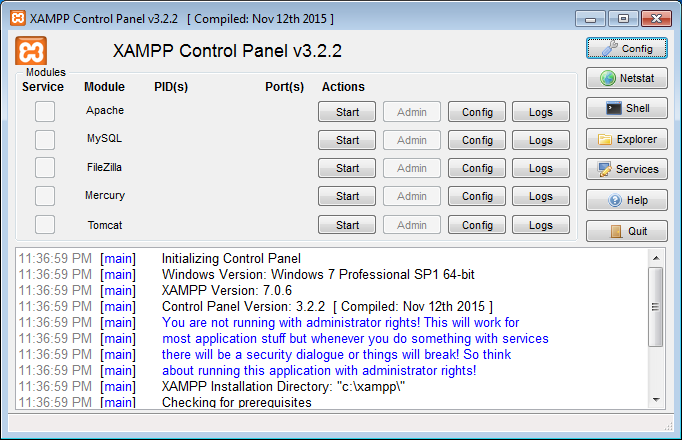 XAMPP Control Panel v3.2.2 [ Compiled: Nov 12th 2015 ]
XAMPP Control Panel v3.2.2
Config
Modules
Service Module PID(s) Port(s) Actions
Netstat
Apache Start Admin Config Logs
Shell
MySQL Start Admin Config Logs
Explorer
FileZilla Start Admin Config Logs
Services
Mercury Start Admin Config Logs
Help
Tomcat Start Admin Config Logs
Quit
11:36:59 PM [main] Initializing Control Panel
11:36:59 PM [main] Windows Version: Windows 7 Professional SP1 64-bit
11:36:59 PM [main] XAMPP Version: 7.0.6
11:36:59 PM [main] Control Panel Version: 3.2.2 [ Compiled: Nov 12th 2015 ]
11:36:59 PM [main] You are not running with administrator rights! This will work for
11:36:59 PM [main] most application stuff but whenever you do something with services
11:36:59 PM [main] there will be a security dialogue or things will break! So think
11:36:59 PM [main] about running this application with administrator rights!
11:36:59 PM [main] XAMPP Installation Directory: "c:\xampp\"
11:36:59 PM [main] Checking for prerequisites